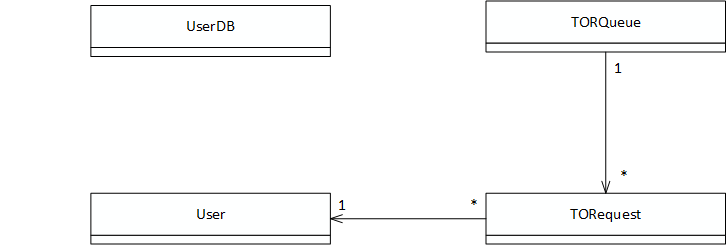 UserDB
TORQueue
1
*
User
1
*
TORequest